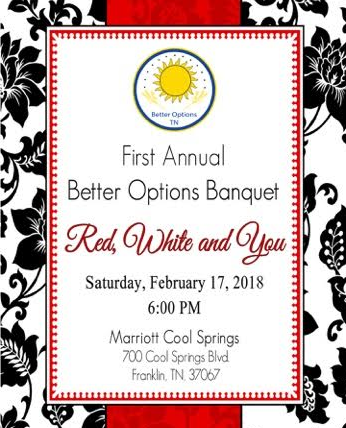 Better Options
TN
First Annual
Better Options Banquet
Red, White and You
Saturday, February 17, 2018
6:00 PM
Marriott Cool Springs
700 Cool Springs Blvd.
Franklin, TN. 37067